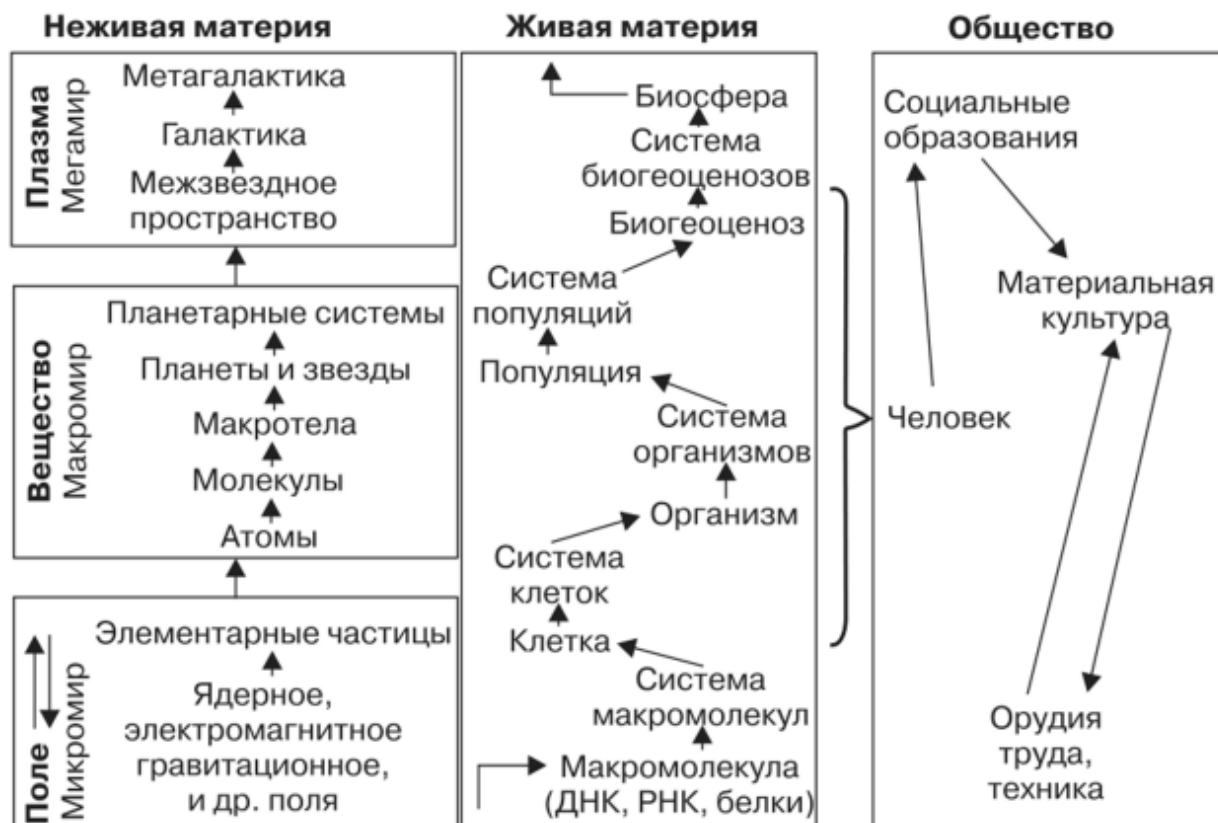 Неживая материя
Плазма
Мегамир
Метагалактика
Галактика
Межзвездное
пространство
Вещество
Макромир
Планетарные системы
Планеты и звезды
Макротела
Молекулы
Атомы
Поле
Микромир
Элементарные частицы
Ядерное,
электромагнитное
гравитационное,
и др. поля
Живая материя
Биосфера
Система
биогеоценозов
Биогеоценоз
Система
популяций
Популяция
Система
организмов
Организм
Система
клеток
Клетка
Система
макромолекул
Макромолекула
(ДНК, РНК, белки)
Общество
Социальные
образования
Материальная
культура
Человек
Орудия
труда,
техника